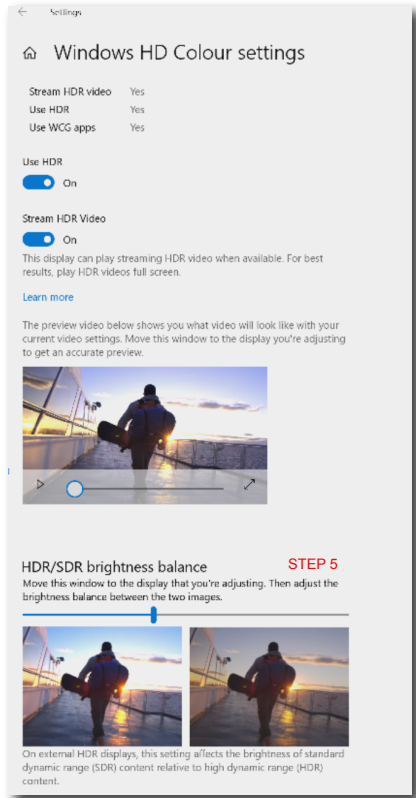 Settings
Windows HD Colour settings
Stream HDR video Yes
Use HDR Yes
Use WCG apps Yes
Use HDR
On
Stream HDR Video
On
This display can play streaming HDR video when available. For best
results, play HDR videos full screen.
Learn more
The preview video below shows you what video will look like with your
current video settings. Move this window to the display you're adjusting
to get an accurate preview.
HDR/SDR brightness balance STEP 5
Move this window to the display that you're adjusting. Then adjust the
brightness balance between the two images.
On external HDR displays, this setting affects the brightness of standard
dynamic range (SDR) content relative to high dynamic range (HDR)
content.